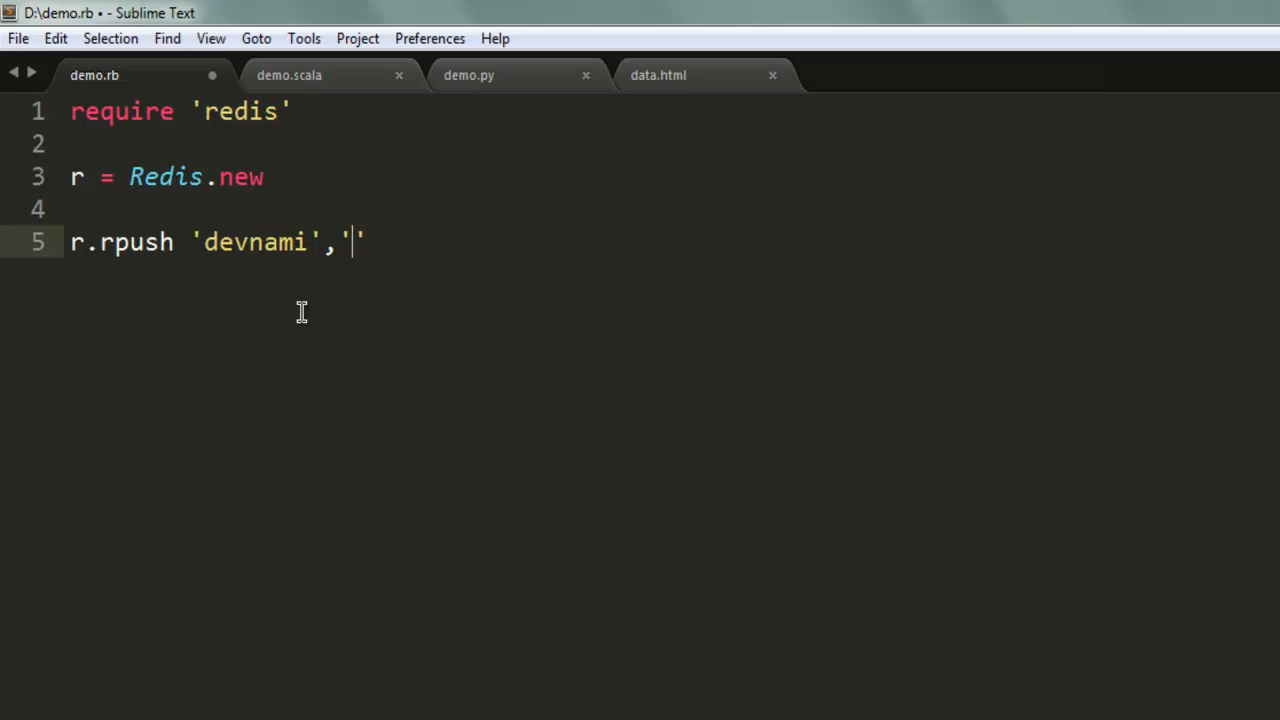 D:\demo.rb • - Sublime Text
File Edit Selection Find View Goto Tools Project Preferences Help
demo.rb demo.scala demo.py data.html
1 require 'redis'
2
3 r = Redis.new
4
5 r.rpush 'devnami',''